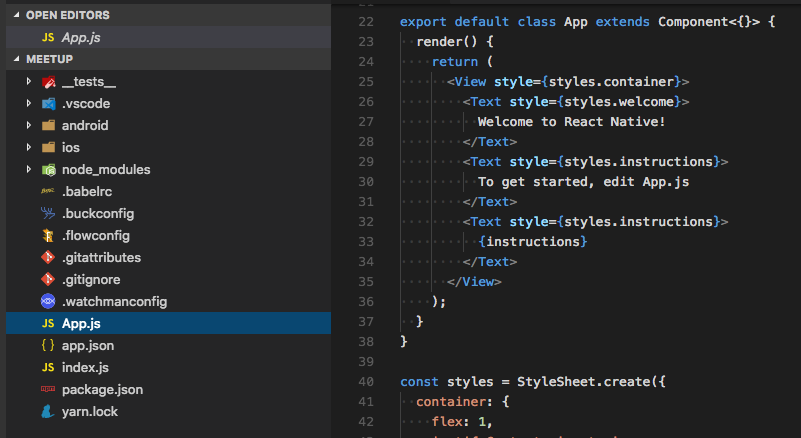 OPEN EDITORS
JS App.js
MEETUP
__tests__
.vscode
android
ios
node_modules
.babelrc
.buckconfig
.flowconfig
.gitattributes
.gitignore
.watchmanconfig
JS App.js
{ } app.json
JS index.js
package.json
yarn.lock
22 export default class App extends Component<{}> {
23 render() {
24 return (
25 <View style={styles.container}>
26 <Text style={styles.welcome}>
27 Welcome to React Native!
28 </Text>
29 <Text style={styles.instructions}>
30 To get started, edit App.js
31 </Text>
32 <Text style={styles.instructions}>
33 {instructions}
34 </Text>
35 </View>
36 );
37 }
38 }
39
40 const styles = StyleSheet.create({
41 container: {
42 flex: 1,